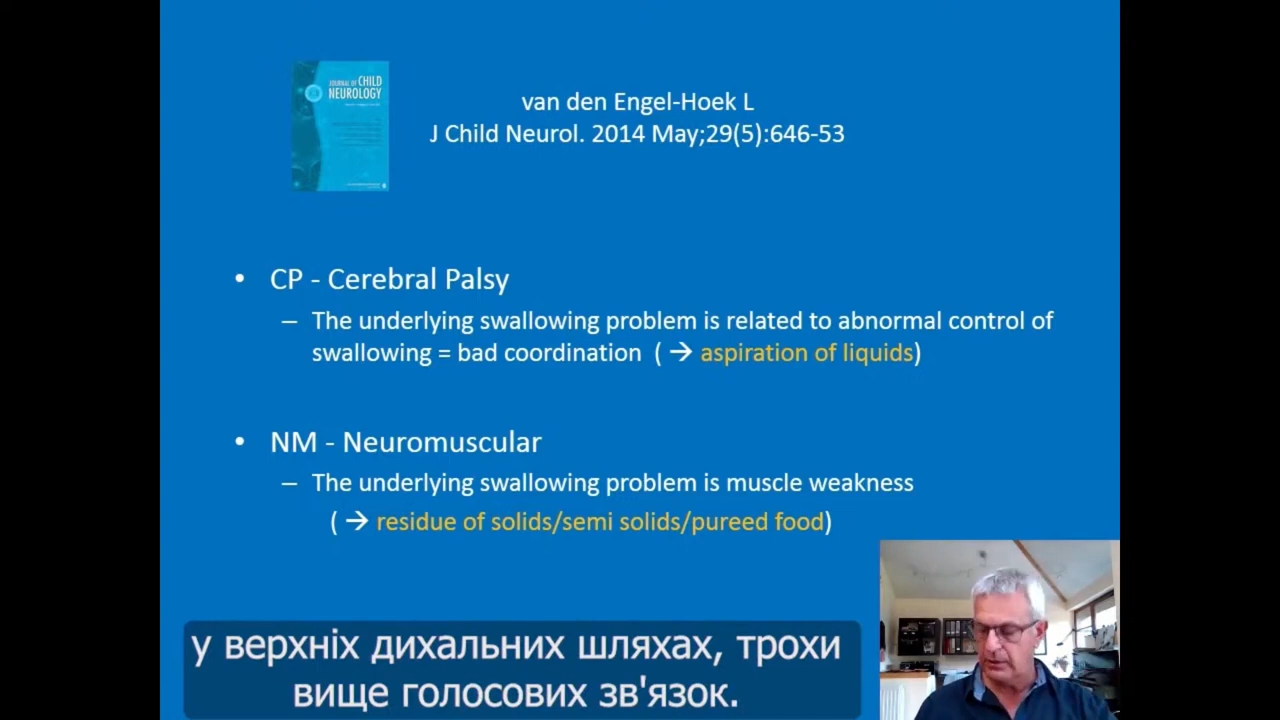 JOURNAL OF CHILD
NEUROLOGY
van den Engel-Hoek L
J Child Neurol. 2014 May;29(5):646-53
• CP - Cerebral Palsy
– The underlying swallowing problem is related to abnormal control of
swallowing = bad coordination ( → aspiration of liquids)
• NM - Neuromuscular
– The underlying swallowing problem is muscle weakness
( → residue of solids/semi solids/pureed food)
у верхніх дихальних шляхах, трохи
вище голосових зв'язок.